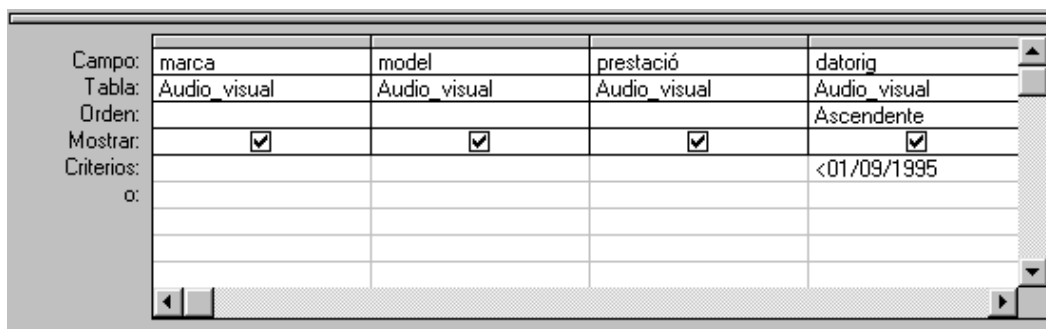 Campo: marca model prestació datorig
Tabla: Audio_visual Audio_visual Audio_visual Audio_visual
Orden: Ascendente
Mostrar:
Criterios: <01/09/1995
o: